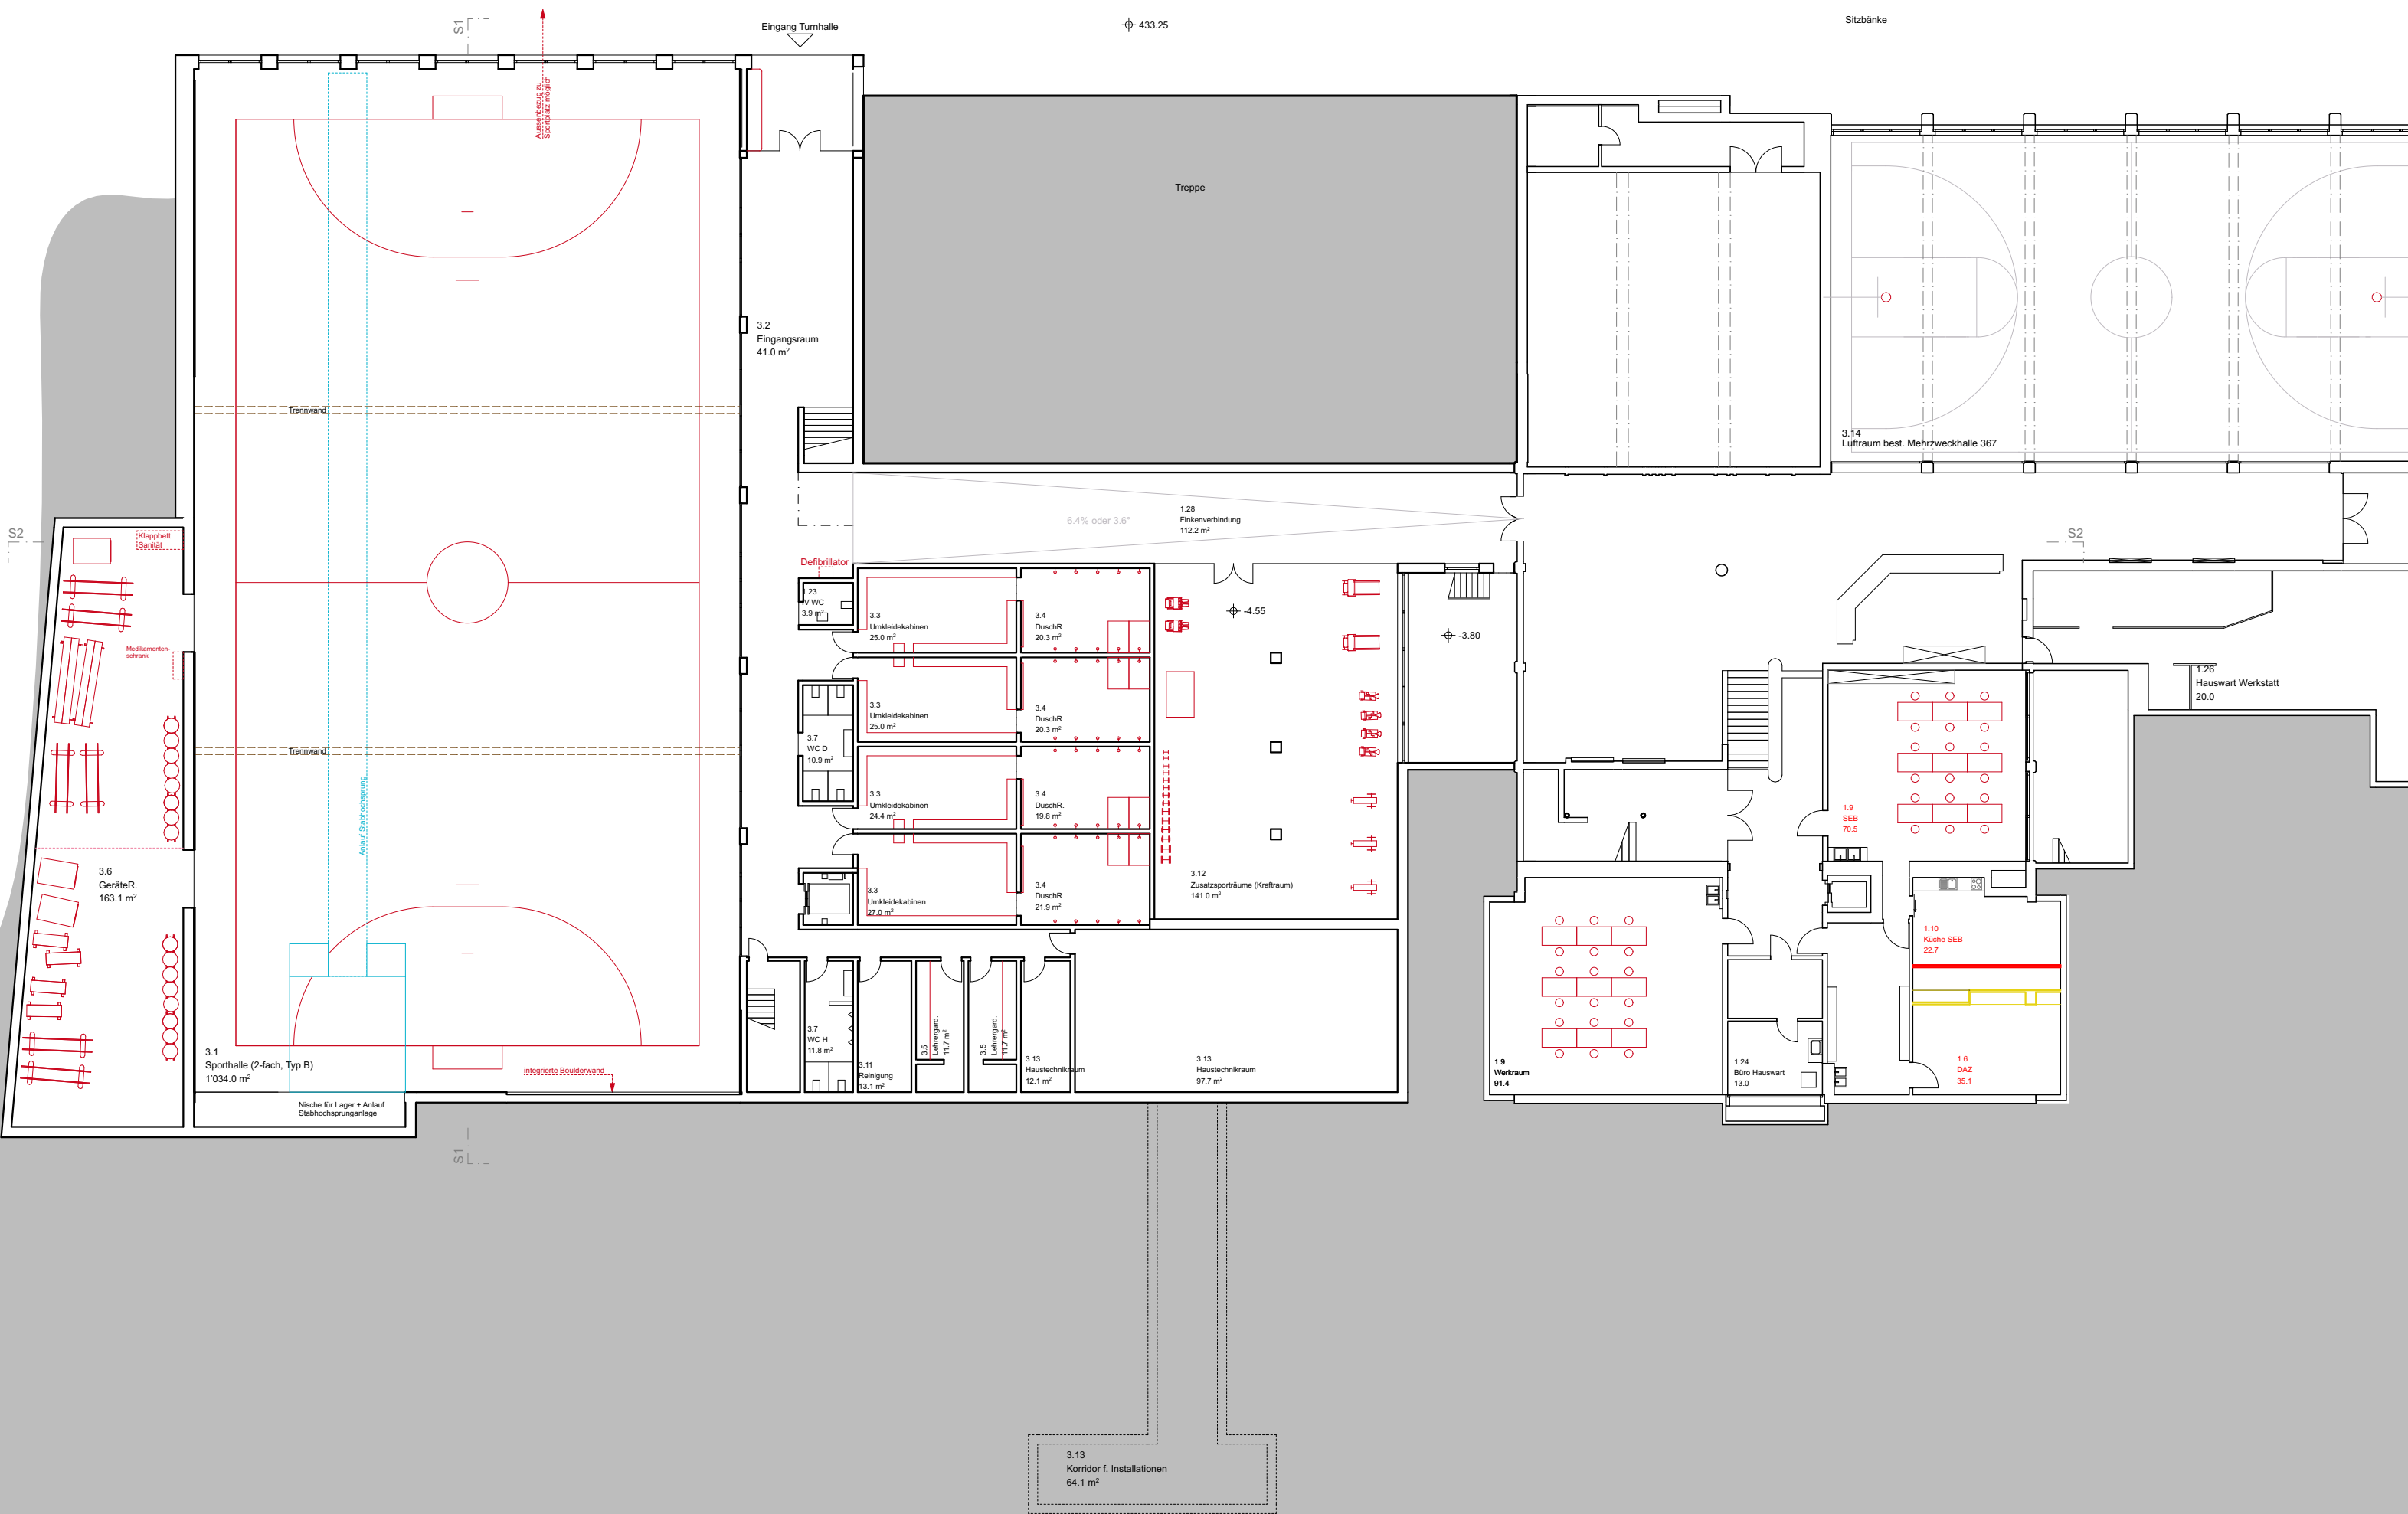 S1
Eingang Turnhalle
433.25
Sitzbänke
Aussenbezug zu
Sportplatz möglich
Treppe
3.2
Eingangsraum
41.0 m²
Trennwand
3.14
Luftraum best. Mehrzweckhalle 367
S2
Klappbett
Sanität
6.4% oder 3.6°
1.28
Finkenverbindung
112.2 m²
S2
Defibrillator
1.23
IV-WC
3.9 m²
3.3
Umkleidekabinen
25.0 m²
3.4
DuschR.
20.3 m²
-4.55
-3.80
Medikamenten-
schrank
1.26
Hauswart Werkstatt
20.0
3.3
Umkleidekabinen
25.0 m²
3.4
DuschR.
20.3 m²
3.7
WC D
10.9 m²
Trennwand
Anlauf Stabhochsprung
3.3
Umkleidekabinen
24.4 m²
3.4
DuschR.
19.8 m²
1.9
SEB
70.5
3.6
GeräteR.
163.1 m²
3.3
Umkleidekabinen
27.0 m²
3.4
DuschR.
21.9 m²
3.12
Zusatzsporträume (Kraftraum)
141.0 m²
1.10
Küche SEB
22.7
3.1
Sporthalle (2-fach, Typ B)
1'034.0 m²
integrierte Boulderwand
3.7
WC H
11.8 m²
3.11
Reinigung
13.1 m²
3.5
Lehrergard.
11.7 m²
3.5
Lehrergard.
11.7 m²
3.13
Haustechnikraum
12.1 m²
3.13
Haustechnikraum
97.7 m²
1.9
Werkraum
91.4
1.24
Büro Hauswart
13.0
1.6
DAZ
35.1
Nische für Lager + Anlauf
Stabhochsprunganlage
S1
3.13
Korridor f. Installationen
64.1 m²